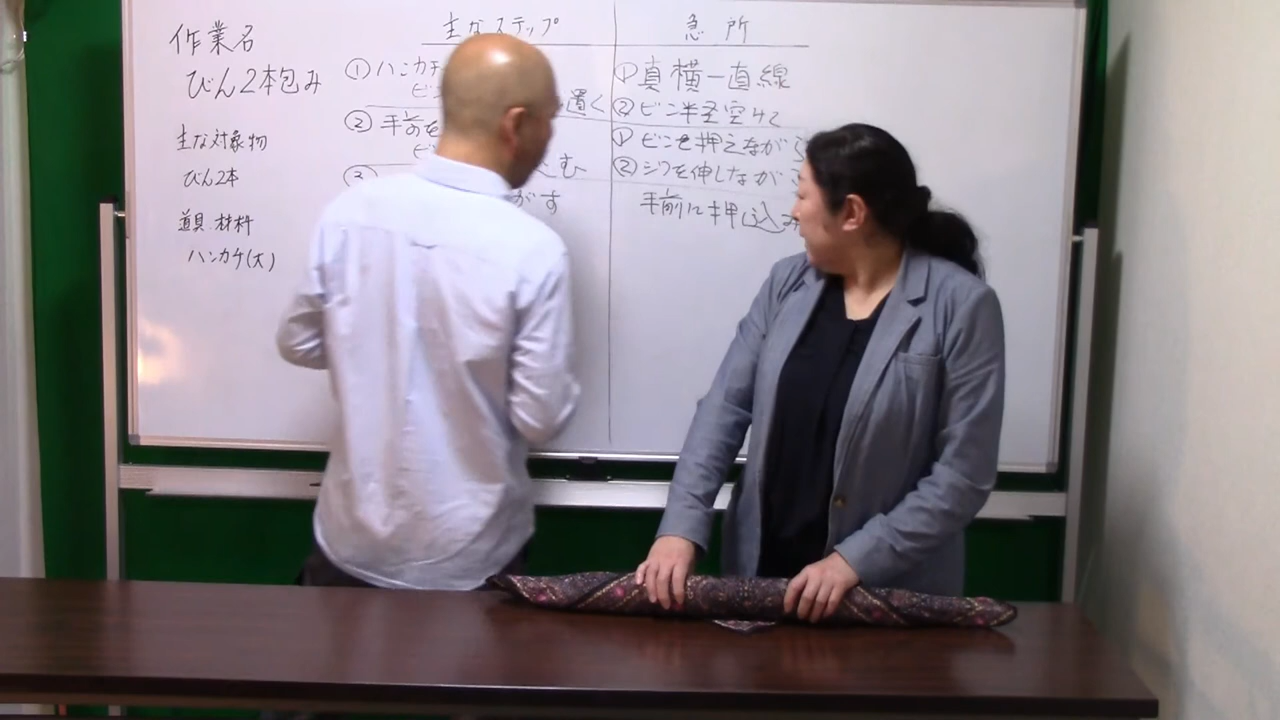 作業名
びん2本包み
主な対象物
びん2本
道具 材料
ハンカチ(大)
主なステップ
① ハンカチ
ビ
置く
② 手前を
ビ
込む
③
がす
急所
① 真横一直線
② ビン半径空けて
① ビンを押えながら
② シワを伸しながら
手前に押し込み